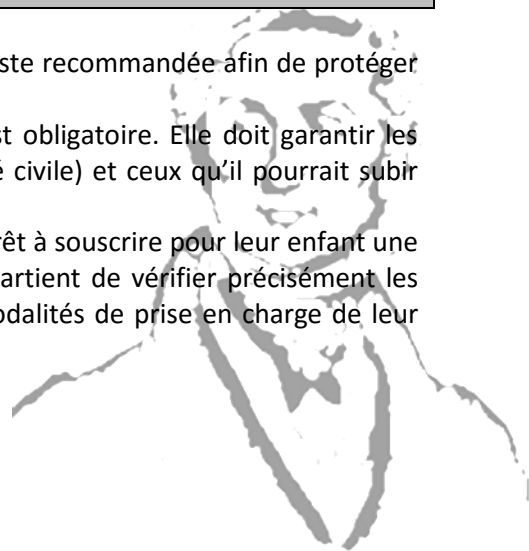 ste recommandée afin de protéger
st obligatoire. Elle doit garantir les
é civile) et ceux qu'il pourrait subir
rêt à souscrire pour leur enfant une
artient de vérifier précisément les
odalités de prise en charge de leur